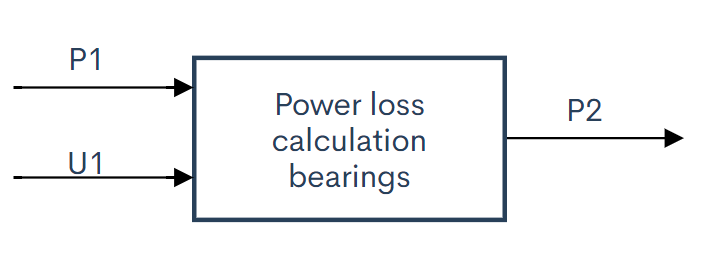 P1
U1
Power loss
calculation
bearings
P2